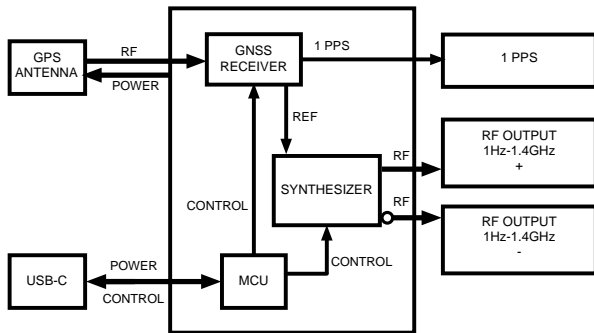 GPS
ANTENNA
RF
POWER
GNSS
RECEIVER
1 PPS
1 PPS
REF
RF OUTPUT
1Hz-1.4GHz
+
RF
SYNTHESIZER
CONTROL
RF
RF OUTPUT
1Hz-1.4GHz
-
USB-C
POWER
CONTROL
MCU
CONTROL